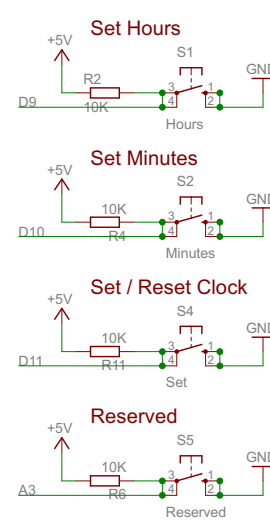 Set Hours
+5V
S1
GND
R2
3 1
4 2
D9
10K
Hours
Set Minutes
+5V
S2
GND
10K
3 1
4 2
D10
R4
Minutes
Set / Reset Clock
+5V
S4
GND
10K
3 1
4 2
D11
R11
Set
Reserved
+5V
S5
GND
10K
3 1
4 2
A3
R6
Reserved